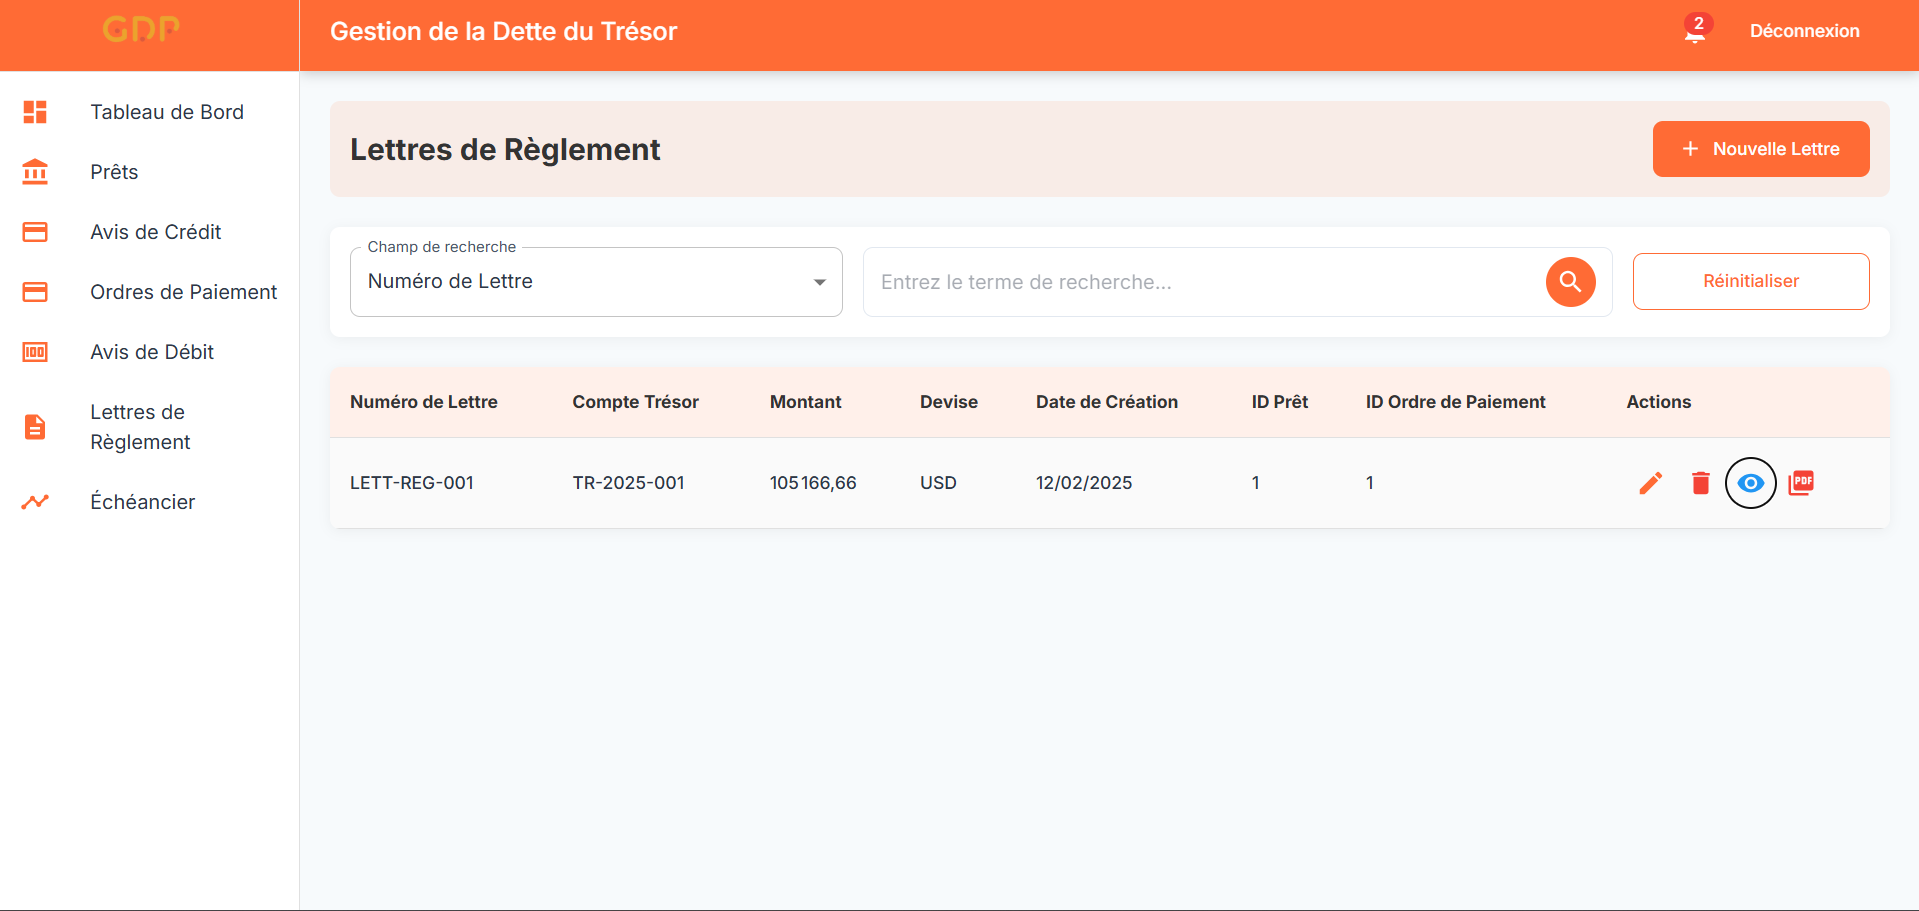 GDP
Gestion de la Dette du Trésor
2
Déconnexion
Tableau de Bord
Prêts
Avis de Crédit
Ordres de Paiement
Avis de Débit
Lettres de
Règlement
Échéancier
Lettres de Règlement
+ Nouvelle Lettre
Champ de recherche
Numéro de Lettre
Entrez le terme de recherche...
Réinitialiser
Numéro de Lettre Compte Trésor Montant Devise Date de Création ID Prêt ID Ordre de Paiement Actions
LETT-REG-001 TR-2025-001 105 166,66 USD 12/02/2025 1 1 PDF